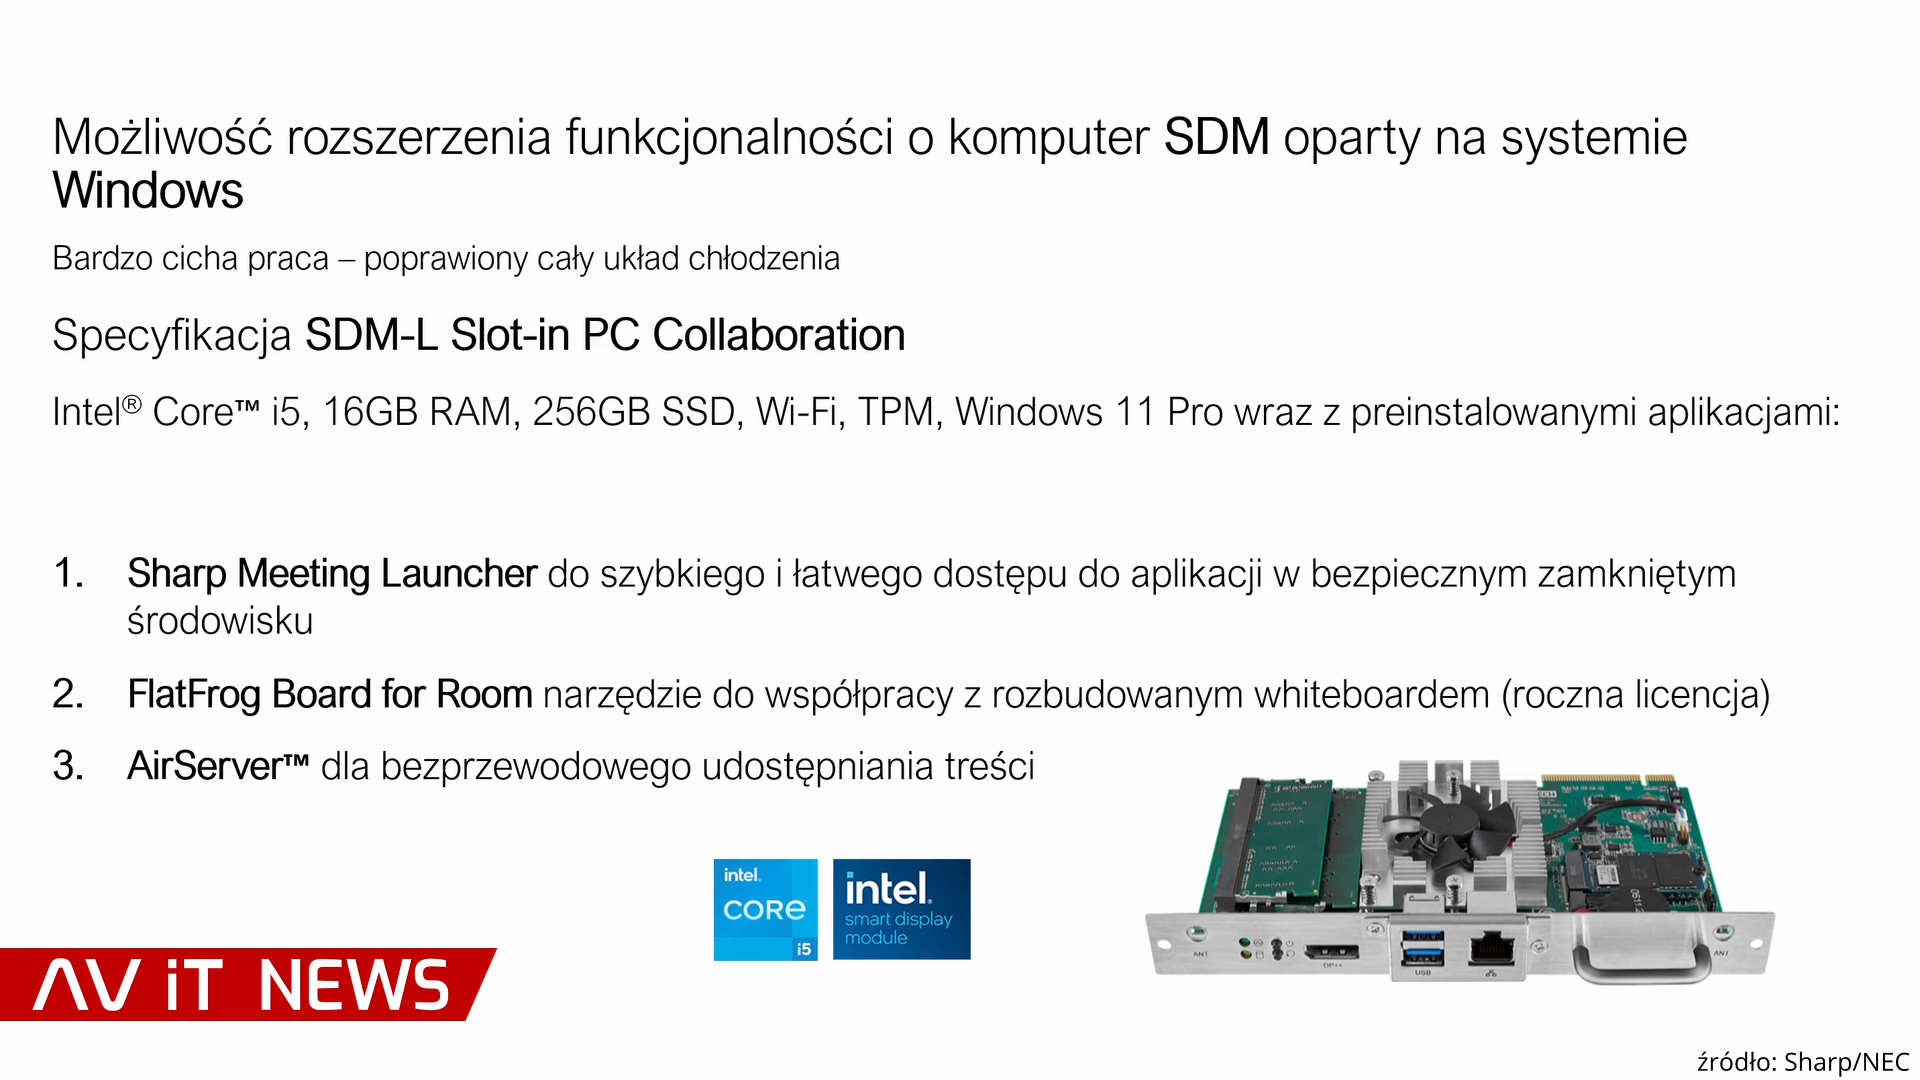 Możliwość rozszerzenia funkcjonalności o komputer SDM oparty na systemie
Windows
Bardzo cicha praca – poprawiony cały układ chłodzenia
Specyfikacja SDM-L Slot-in PC Collaboration
Intel® Core™ i5, 16GB RAM, 256GB SSD, Wi-Fi, TPM, Windows 11 Pro wraz z preinstalowanymi aplikacjami:
1. Sharp Meeting Launcher do szybkiego i łatwego dostępu do aplikacji w bezpiecznym zamkniętym
środowisku
2. FlatFrog Board for Room narzędzie do współpracy z rozbudowanym whiteboardem (roczna licencja)
3. AirServer™ dla bezprzewodowego udostępniania treści
intel.
CORE
i5
intel.
smart display
module
ANT
DP++
USB
ANT
AV iT NEWS
źródło: Sharp/NEC